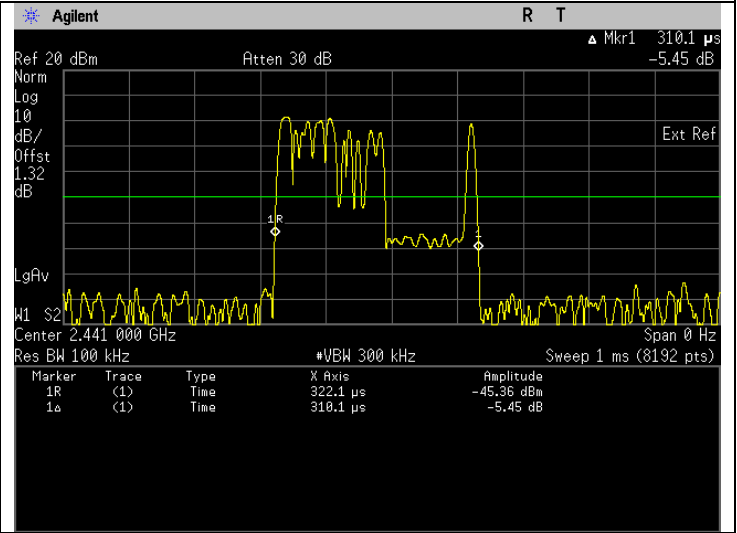 Agilent R T
▵ Mkr1 310.1 µs
Ref 20 dBm Atten 30 dB -5.45 dB
Norm
Log
10
dB/
Offst
1.32
dB
Ext Ref
1R
1
LgAv
W1 S2
Center 2.441 000 GHz Span 0 Hz
Res BW 100 kHz #VBW 300 kHz Sweep 1 ms (8192 pts)
Marker Trace Type X Axis Amplitude
1R (1) Time 322.1 µs -45.36 dBm
1▵ (1) Time 310.1 µs -5.45 dB